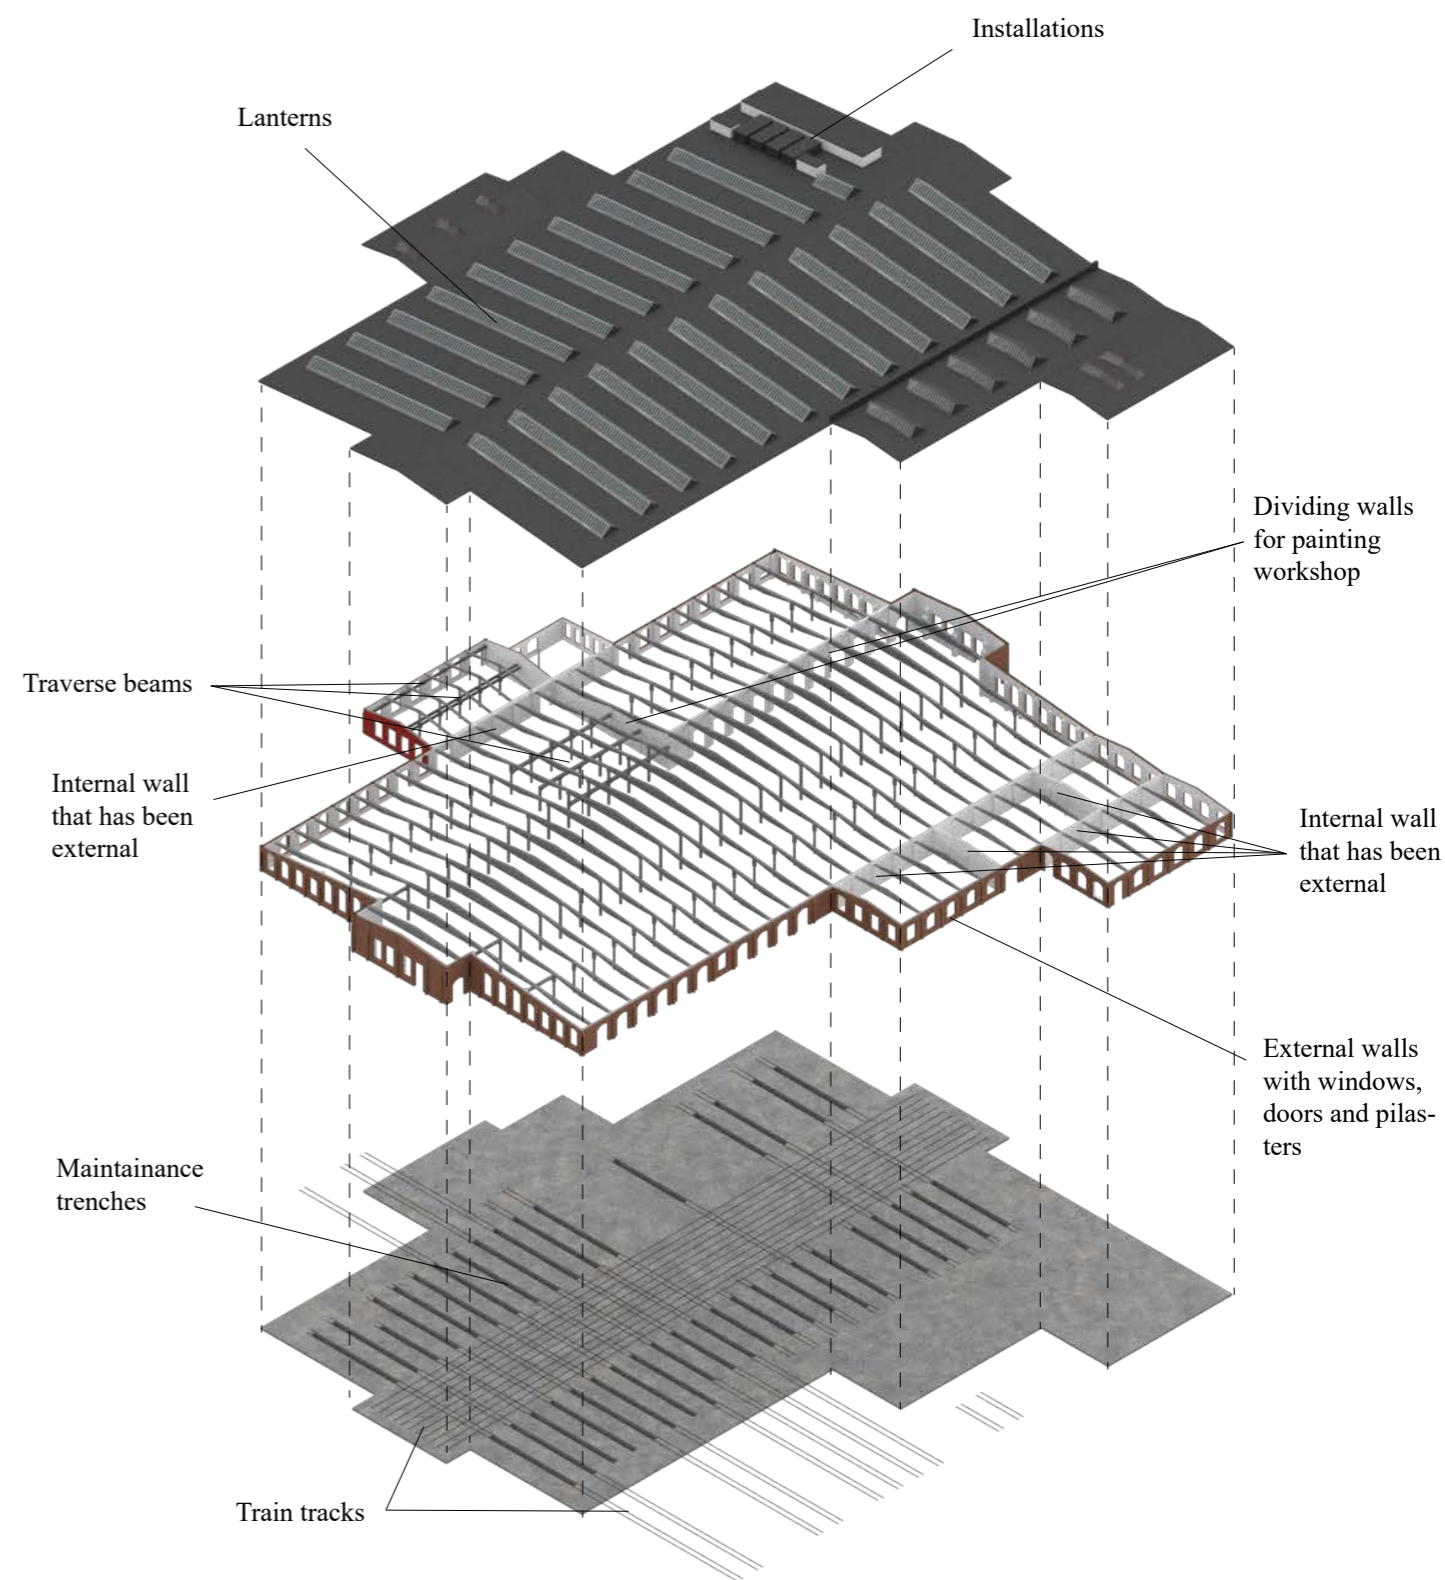 Installations
Lanterns
Dividing walls
for painting
workshop
Traverse beams
Internal wall
that has been
external
Internal wall
that has been
external
External walls
with windows,
doors and pilas-
ters
Maintainance
trenches
Train tracks